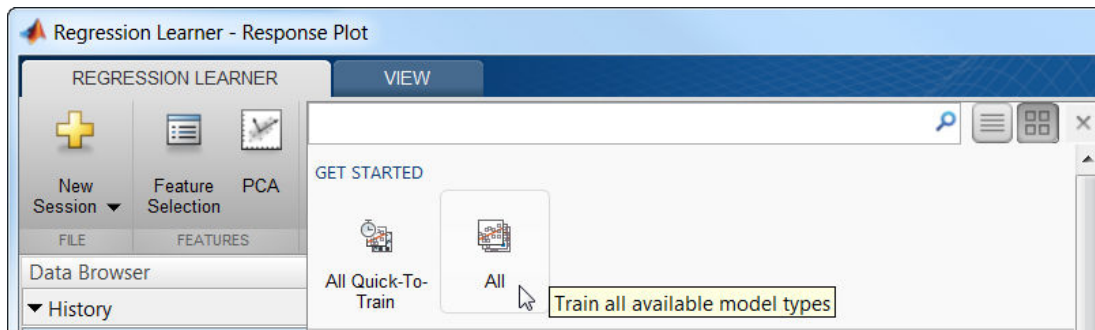 Regression Learner - Response Plot
REGRESSION LEARNER
VIEW
New
Session
Feature
Selection
PCA
FILE
FEATURES
GET STARTED
All Quick-To-
Train
All
Train all available model types
Data Browser
History